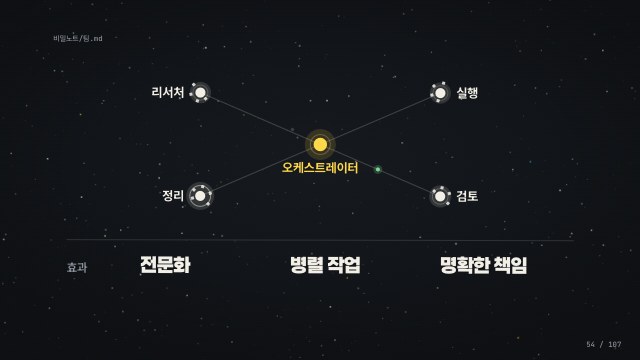 비밀노트/팀.md
리서처
실행
오케스트레이터
정리
검토
효과
전문화
병렬 작업
명확한 책임
54 / 107